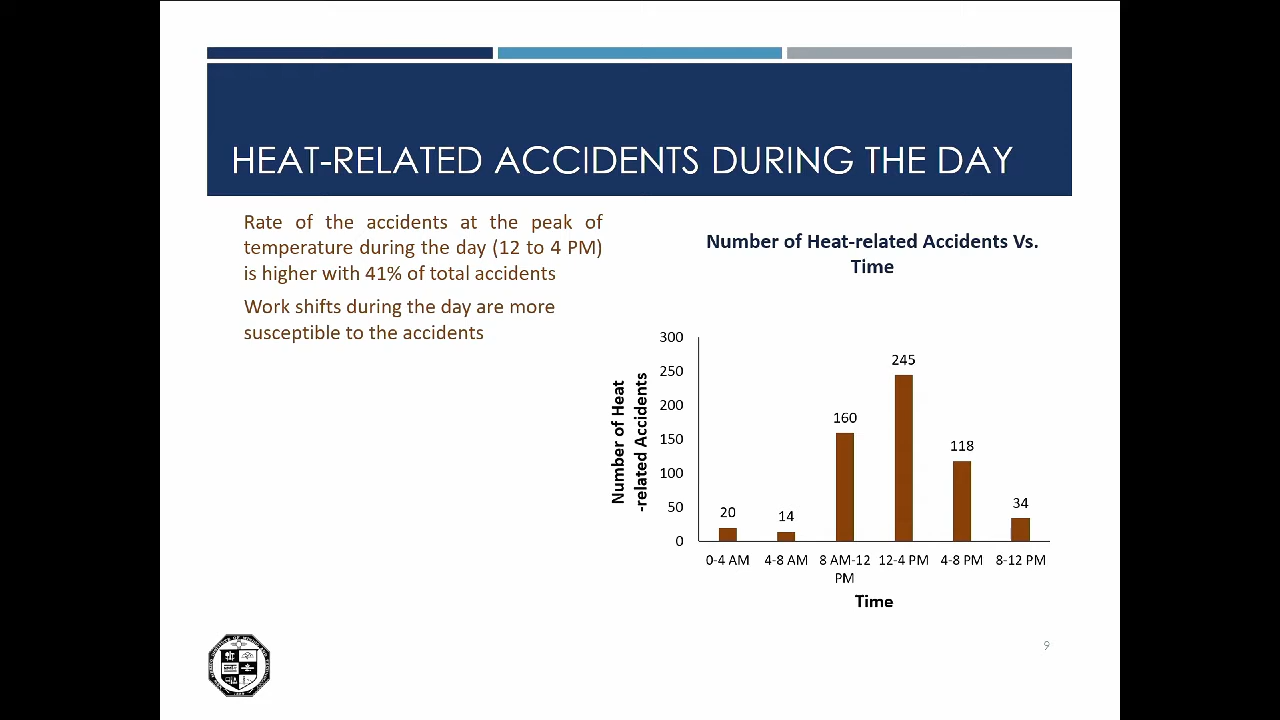 HEAT-RELATED ACCIDENTS DURING THE DAY
Rate of the accidents at the peak of
temperature during the day (12 to 4 PM)
is higher with 41% of total accidents
Work shifts during the day are more
susceptible to the accidents
Number of Heat-related Accidents Vs.
Time
Number of Heat
-related Accidents
300
250
200
150
100
50
0
20
14
160
245
118
34
0-4 AM
4-8 AM
8 AM-12
PM
12-4 PM
4-8 PM
8-12 PM
Time
9